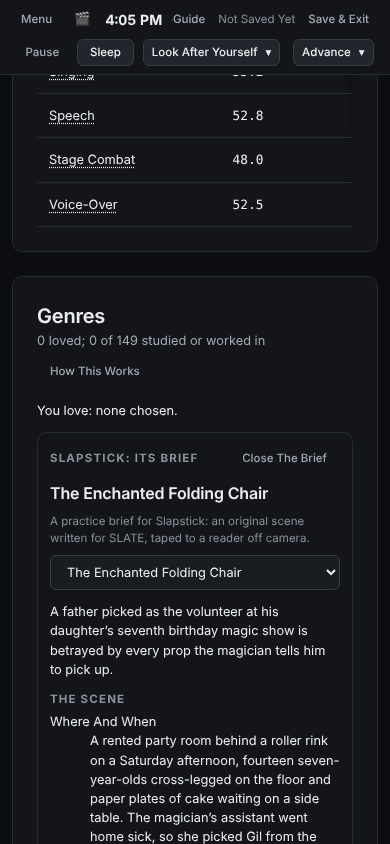 Menu 🎬 4:05 PM Guide Not Saved Yet Save & Exit
Pause Sleep Look After Yourself ▾ Advance ▾
Speech 52.8
Stage Combat 48.0
Voice-Over 52.5
Genres
0 loved; 0 of 149 studied or worked in
How This Works
You love: none chosen.
SLAPSTICK: ITS BRIEF Close The Brief
The Enchanted Folding Chair
A practice brief for Slapstick: an original scene
written for SLATE, taped to a reader off camera.
The Enchanted Folding Chair
A father picked as the volunteer at his
daughter’s seventh birthday magic show is
betrayed by every prop the magician tells him
to pick up.
THE SCENE
Where And When
A rented party room behind a roller rink
on a Saturday afternoon, fourteen seven-
year-olds cross-legged on the floor and
paper plates of cake waiting on a side
table. The magician’s assistant went
home sick, so she picked Gil from the